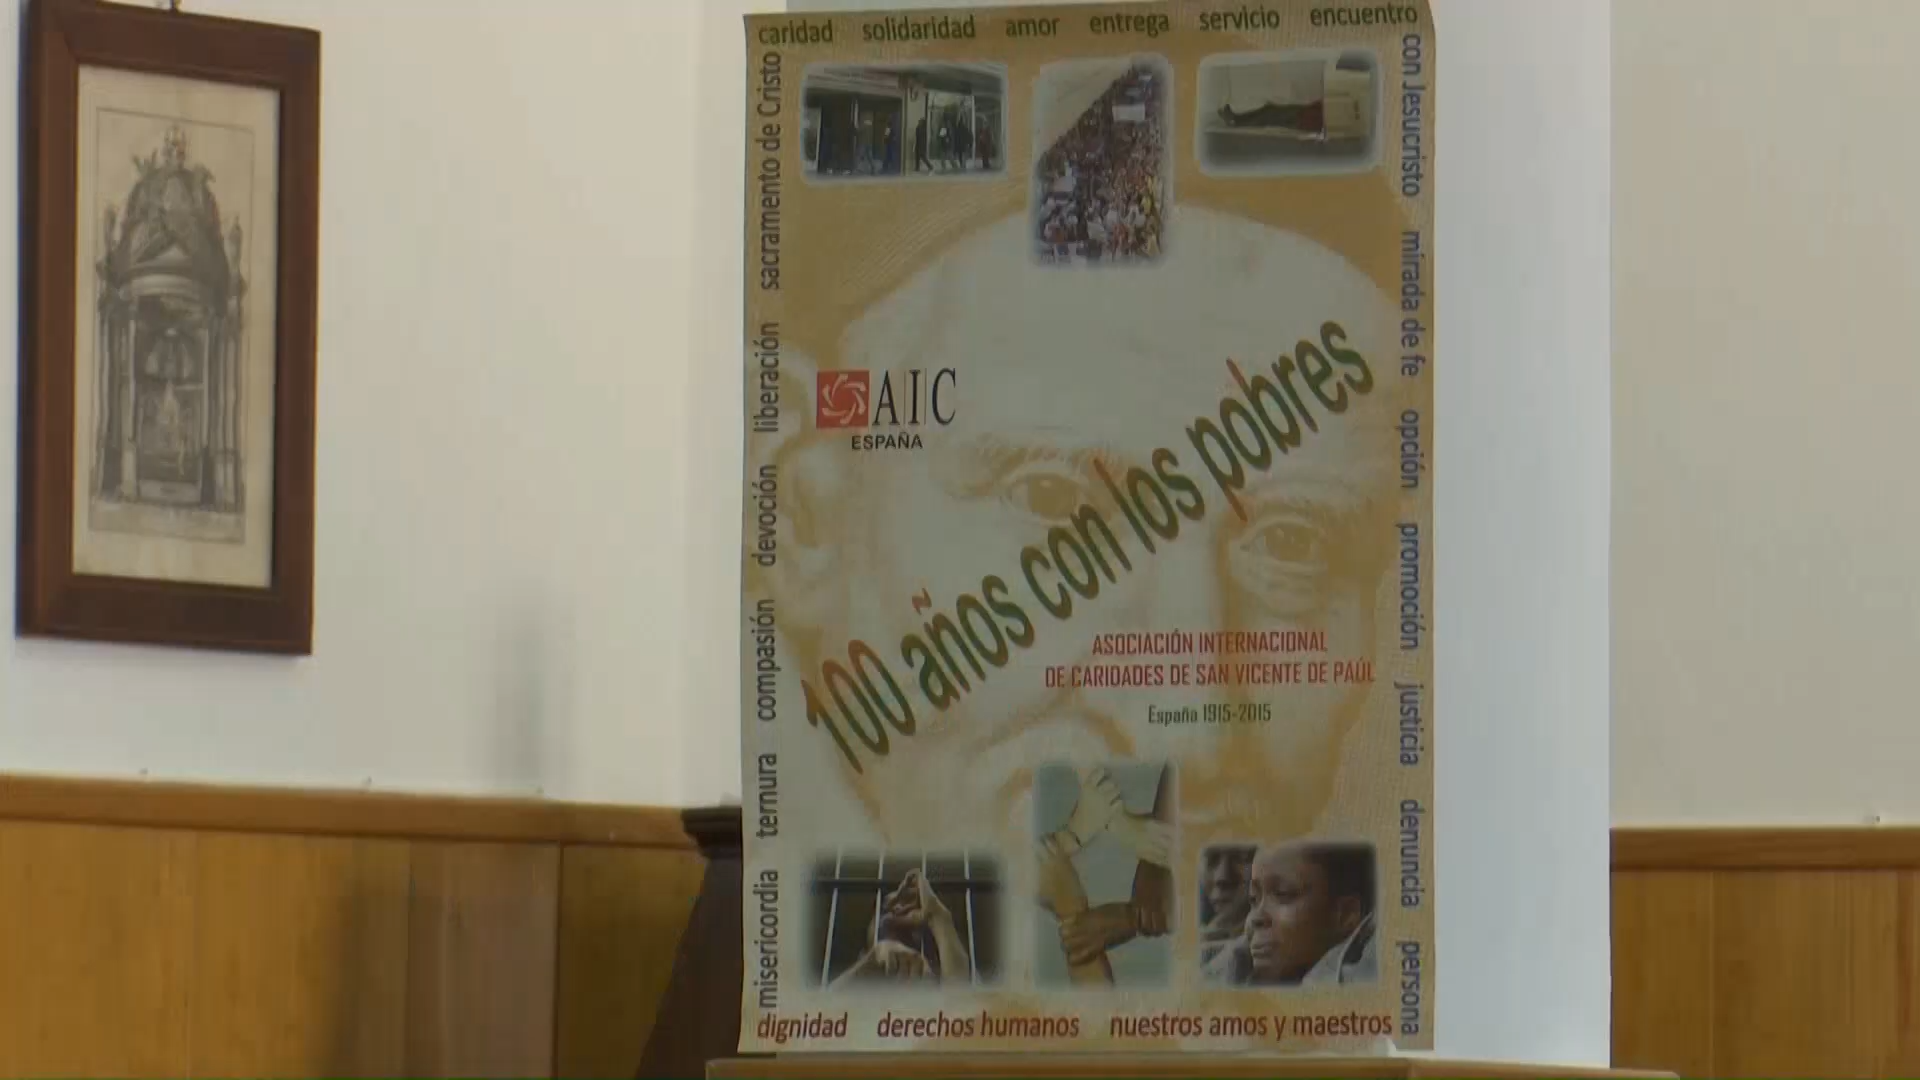 caridad solidaridad amor entrega servicio encuentro
con Jesucristo mirada de fe opción promoción justicia denuncia persona
misericordia ternura compasión devoción liberación sacramento de Cristo
AIC
ESPAÑA
100 años con los pobres
ASOCIACIÓN INTERNACIONAL
DE CARIDADES DE SAN VICENTE DE PAÚL
España 1915-2015
dignidad derechos humanos nuestros amos y maestros